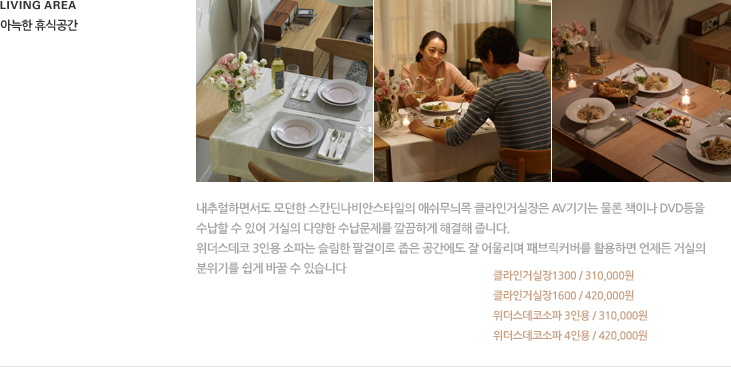 LIVING AREA
아늑한 휴식공간
내추럴하면서도 모던한 스칸딘나비안스타일의 애쉬무늬목 클라인거실장은 AV기기는 물론 책이나 DVD등을
수납할 수 있어 거실의 다양한 수납문제를 깔끔하게 해결해 줍니다.
위더스데코 3인용 소파는 슬림한 팔걸이로 좁은 공간에도 잘 어울리며 패브릭커버를 활용하면 언제든 거실의
분위기를 쉽게 바꿀 수 있습니다
클라인거실장1300 / 310,000원
클라인거실장1600 / 420,000원
위더스데코소파 3인용 / 310,000원
위더스데코소파 4인용 / 420,000원